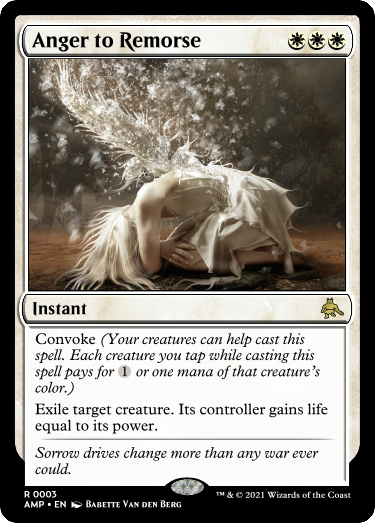 Anger to Remorse
Instant
Convoke (Your creatures can help cast this
spell. Each creature you tap while casting this
spell pays for 1 or one mana of that creature's
color.)
Exile target creature. Its controller gains life
equal to its power.
Sorrow drives change more than any war ever
could.
R 0003
AMP • EN Babette Van den Berg
™ & © 2021 Wizards of the Coast